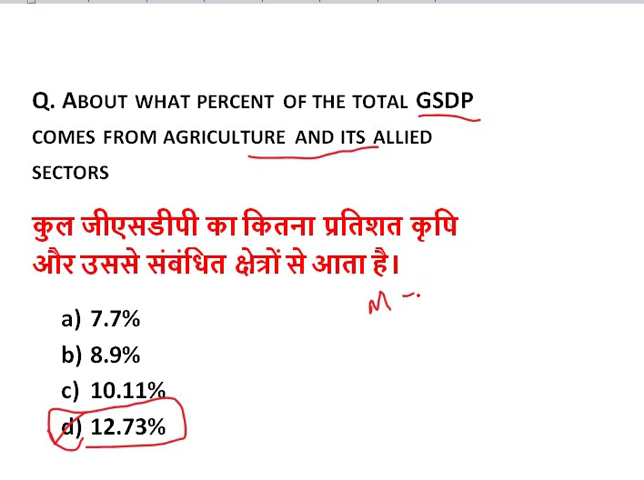 Q. ABOUT WHAT PERCENT OF THE TOTAL GSDP
COMES FROM AGRICULTURE AND ITS ALLIED
SECTORS
कुल जीएसडीपी का कितना प्रतिशत कृषि
और उससे संबंधित क्षेत्रों से आता है।
M -
a) 7.7%
b) 8.9%
c) 10.11%
d) 12.73%